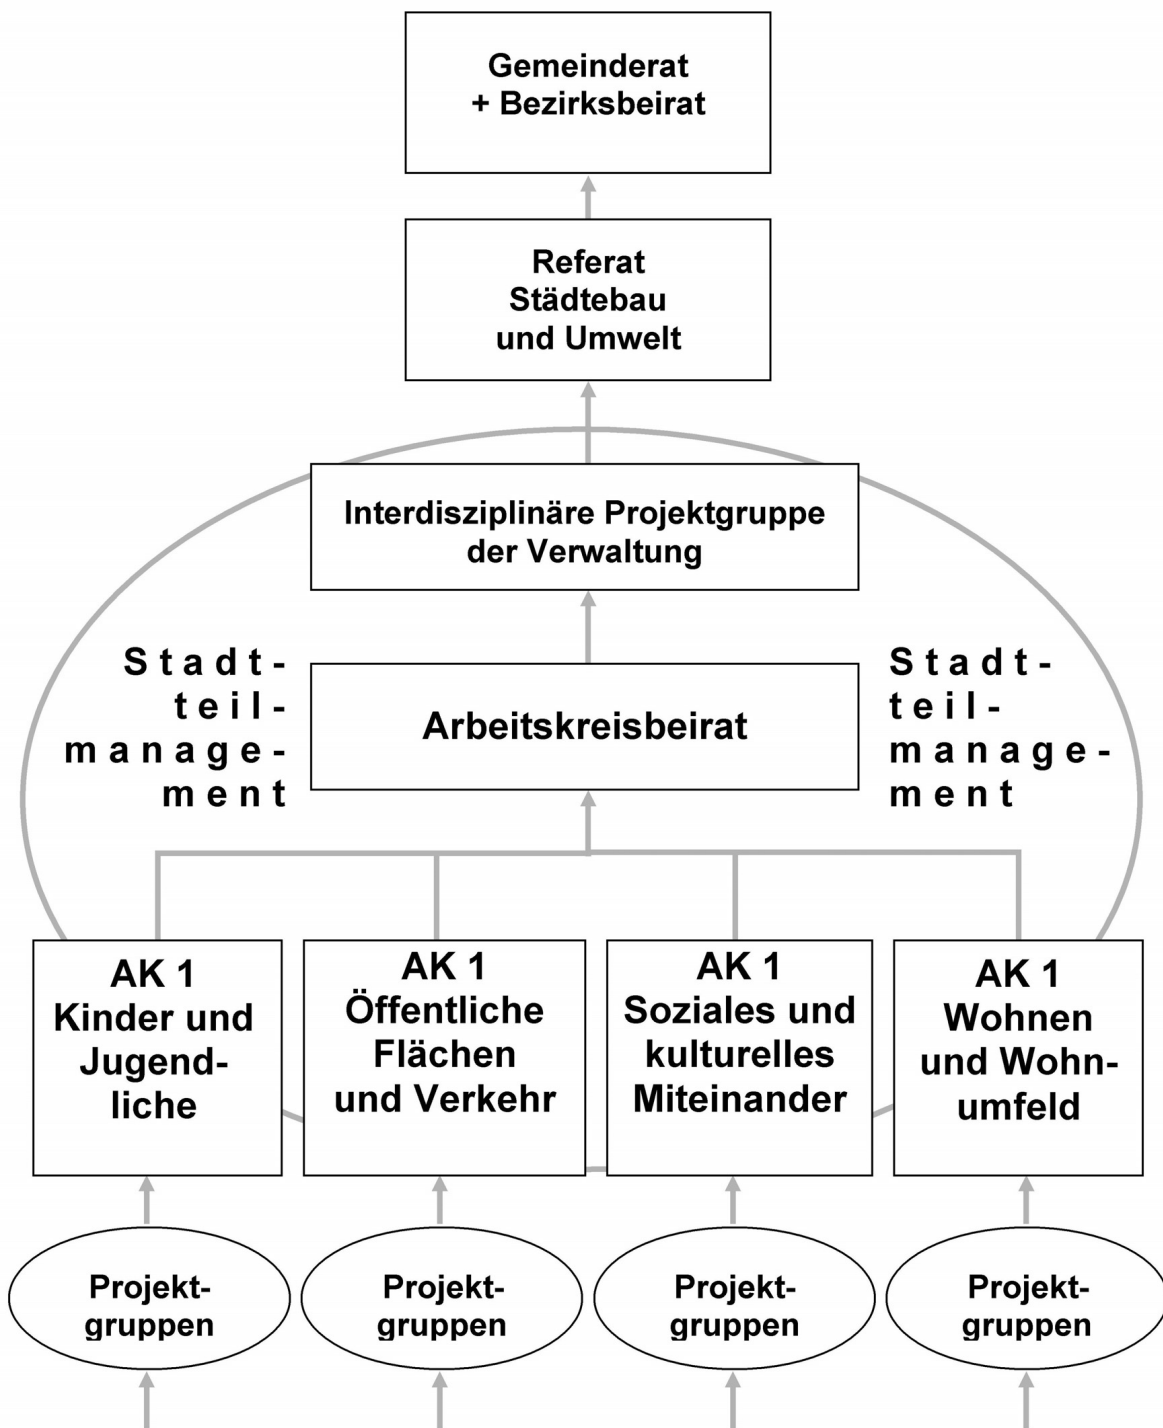 Gemeinderat
+ Bezirksbeirat
Referat
Städtebau
und Umwelt
Interdisziplinäre Projektgruppe
der Verwaltung
Stadt-
teil-
manage-
ment
Arbeitskreisbeirat
Stadt-
teil-
manage-
ment
AK 1
Kinder und
Jugend-
liche
AK 1
Öffentliche
Flächen
und Verkehr
AK 1
Soziales und
kulturelles
Miteinander
AK 1
Wohnen
und Wohn-
umfeld
Projekt-
gruppen
Projekt-
gruppen
Projekt-
gruppen
Projekt-
gruppen